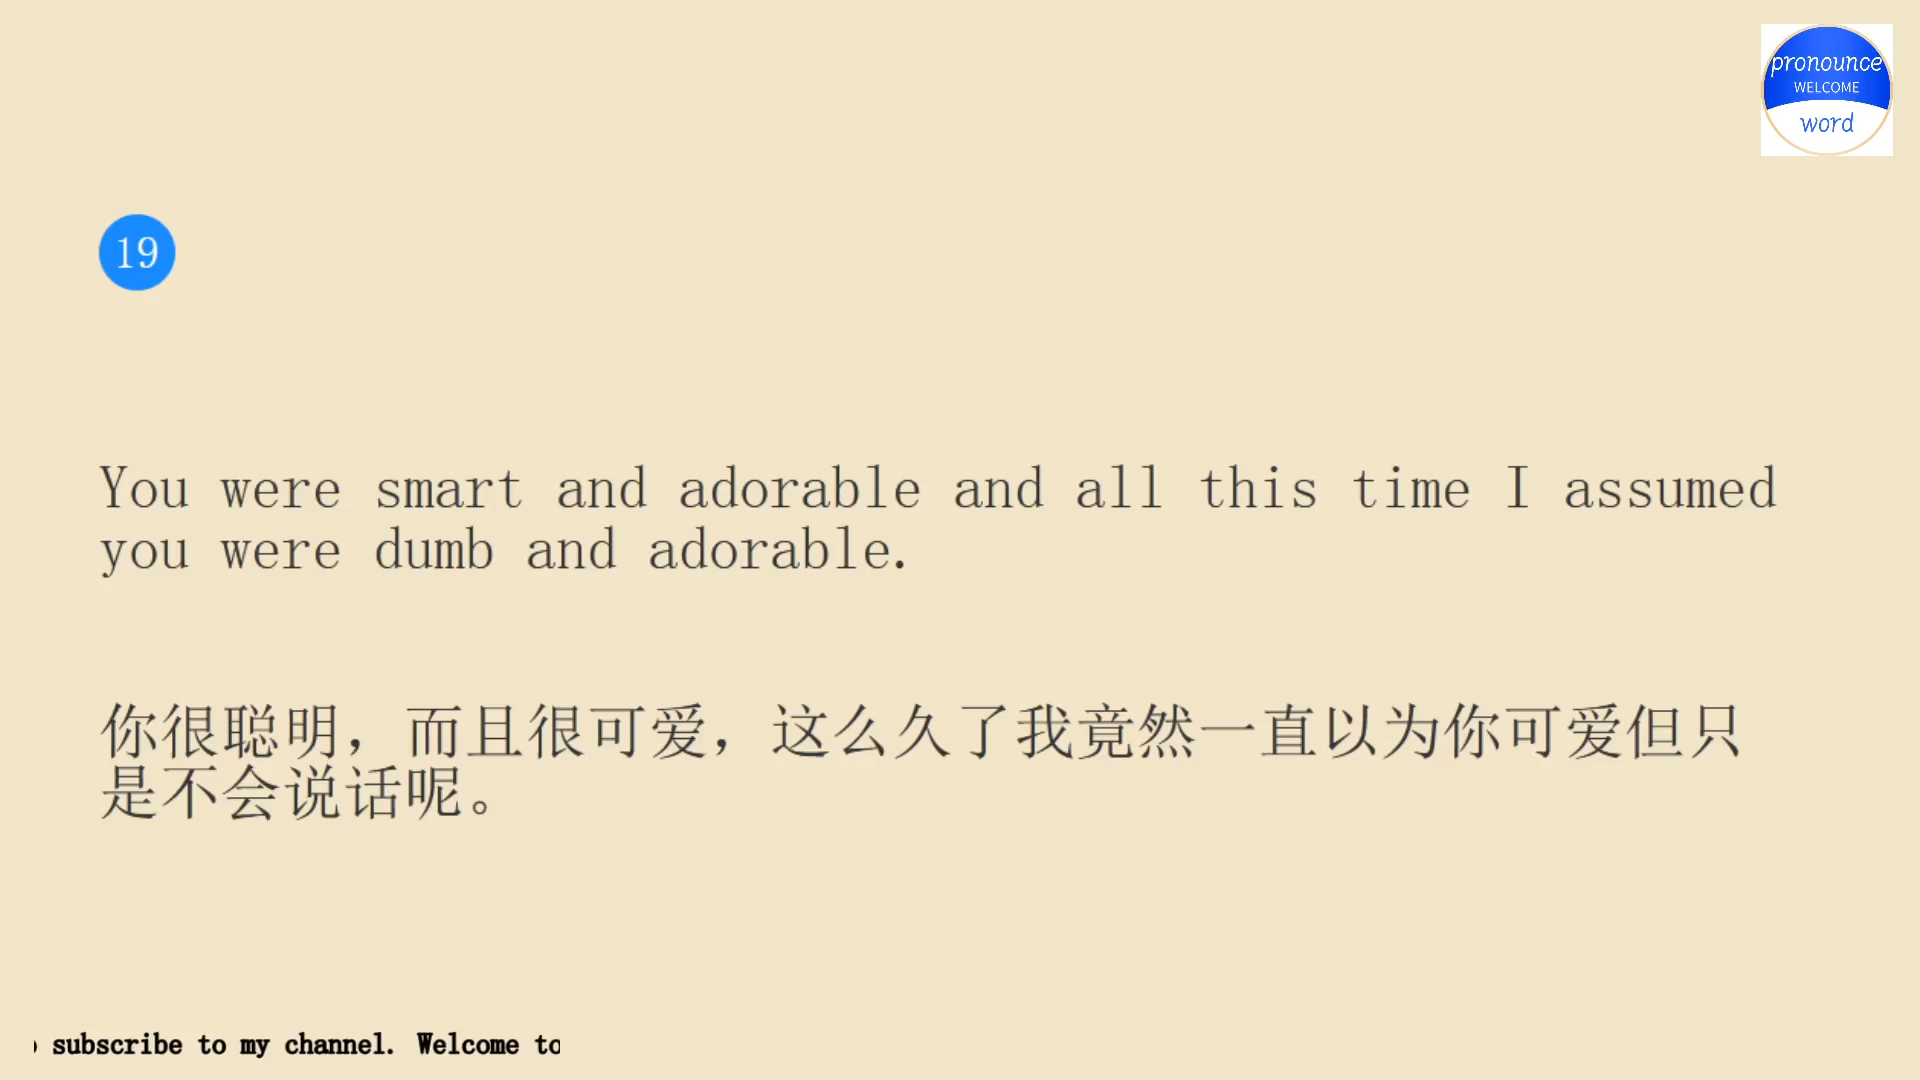 pronounce
WELCOME
word
19
You were smart and adorable and all this time I assumed
you were dumb and adorable.
你很聪明，而且很可爱，这么久了我竟然一直以为你可爱但只
是不会说话呢。
subscribe to my channel. Welcome to